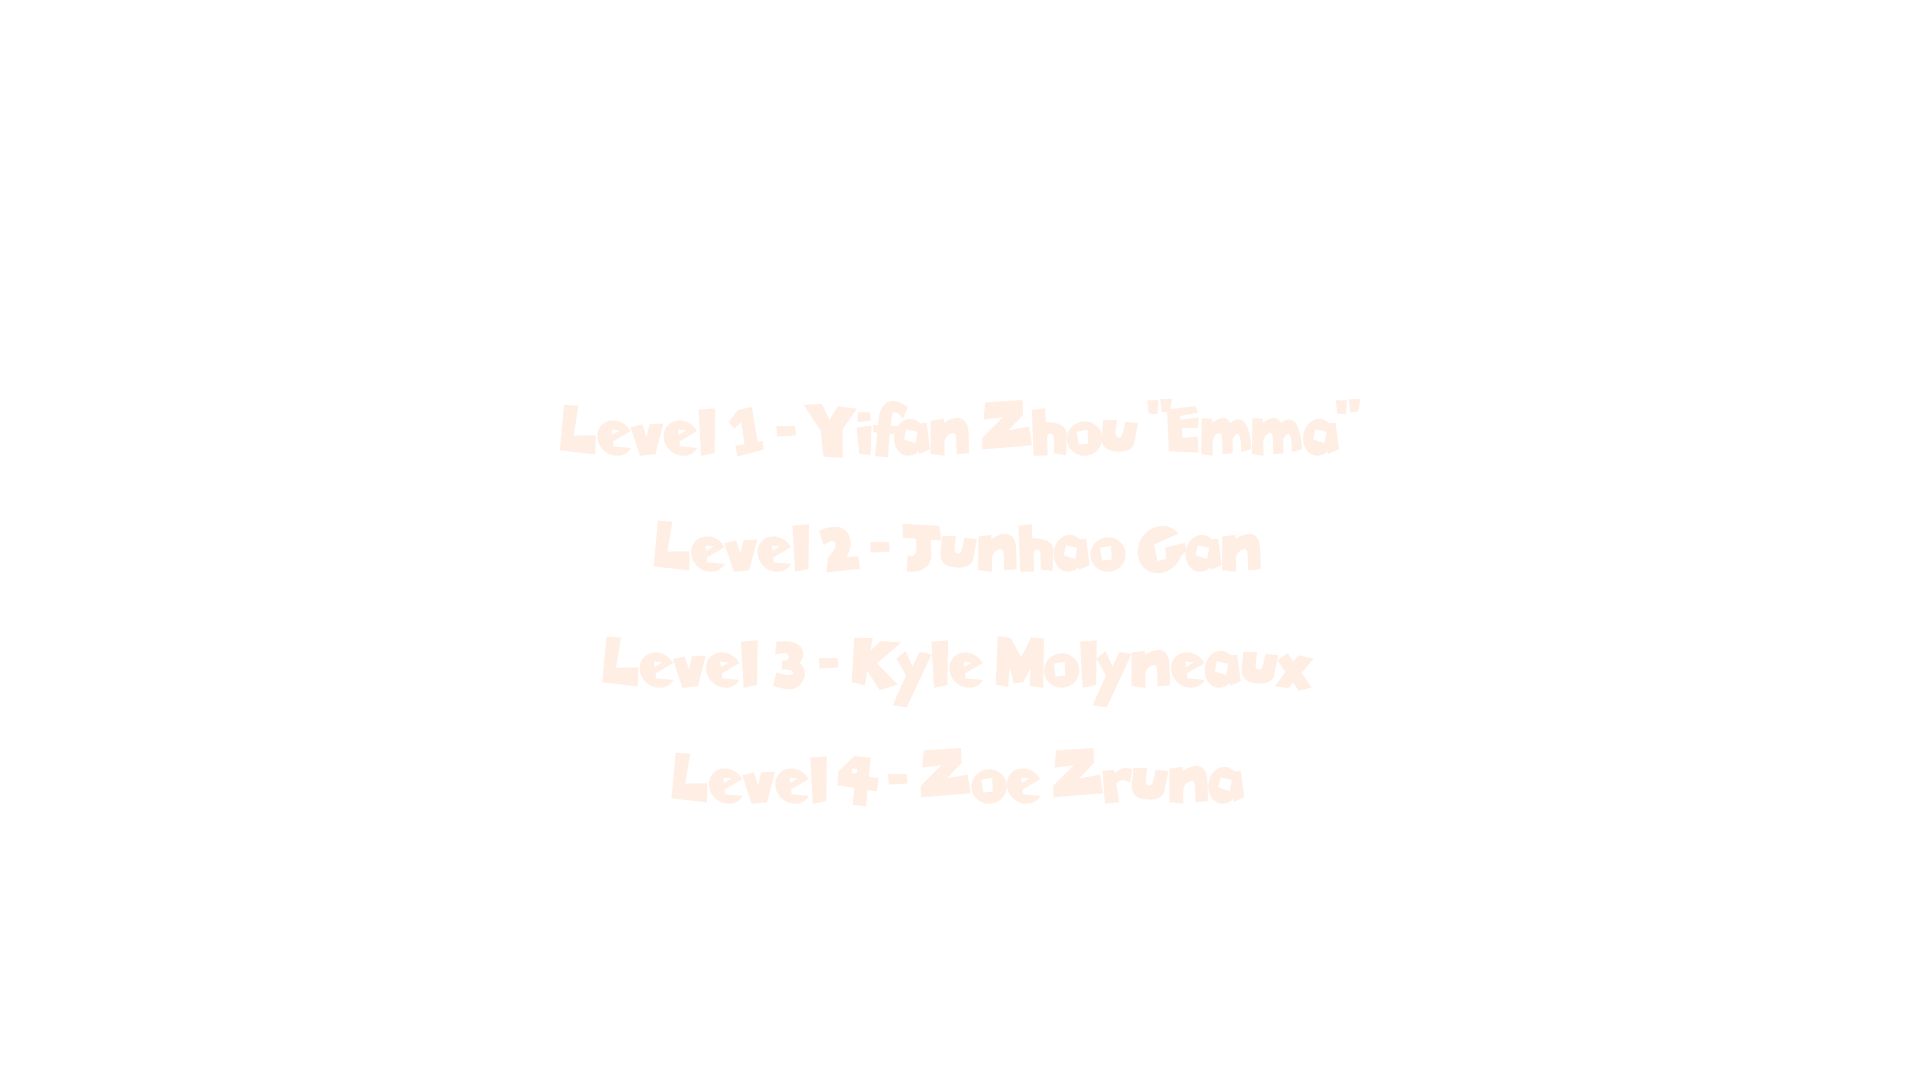 Level 1 - Yifan Zhou "Emma"
Level 2 - Junhao Gan
Level 3 - Kyle Molyneaux
Level 4 - Zoe Zruna